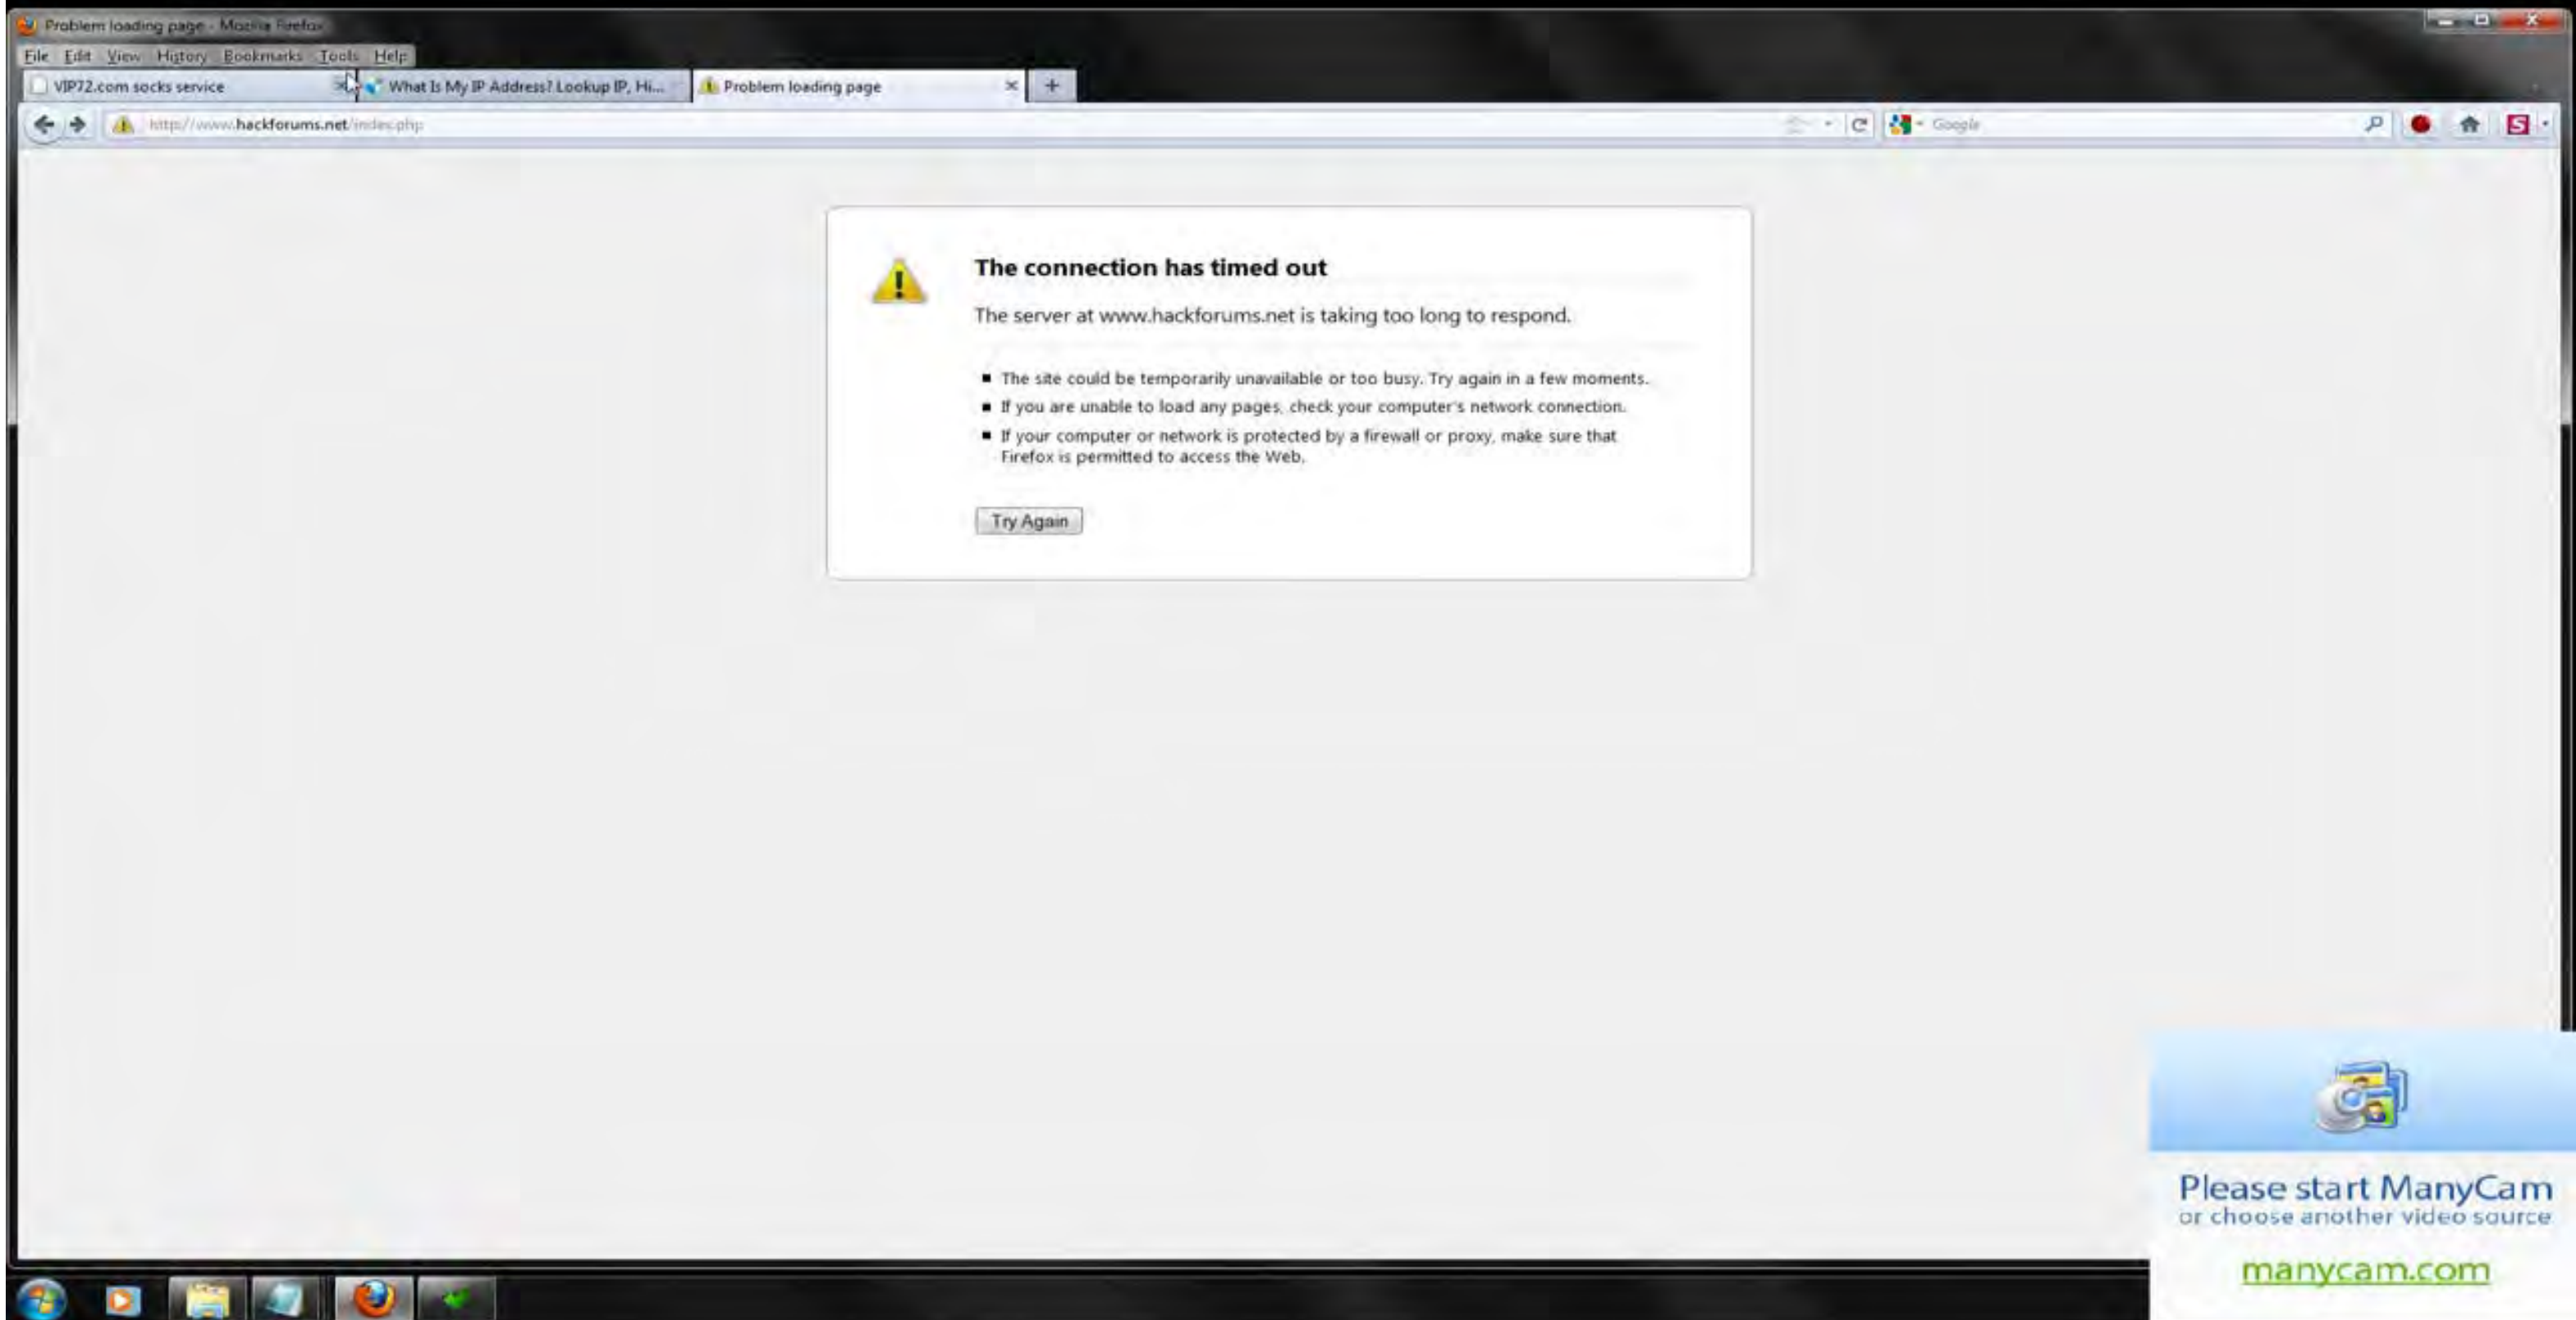 Problem loading page - Mozilla Firefox
File Edit View History Bookmarks Tools Help
VIP72.com socks service
What Is My IP Address? Lookup IP, Hi...
Problem loading page
http://www.hackforums.net/index.php
Google
S
The connection has timed out
The server at www.hackforums.net is taking too long to respond.
The site could be temporarily unavailable or too busy. Try again in a few moments.
If you are unable to load any pages, check your computer's network connection.
If your computer or network is protected by a firewall or proxy, make sure that
Firefox is permitted to access the Web.
Try Again
Please start ManyCam
or choose another video source
manycam.com